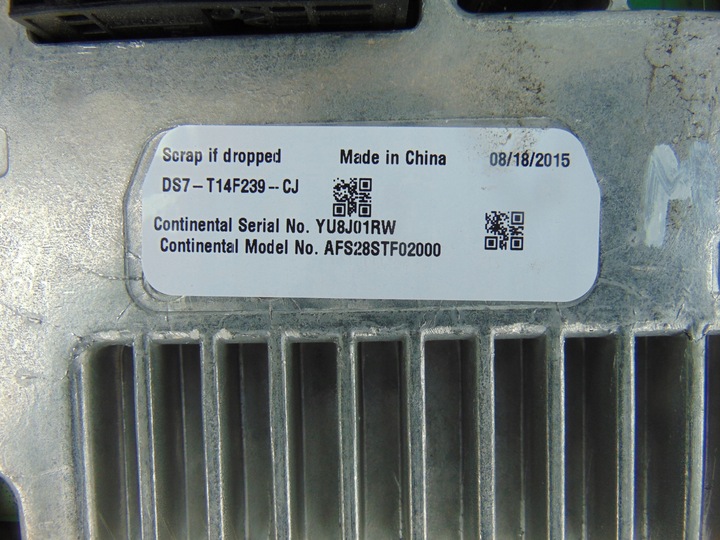 Scrap if dropped Made in China 08/18/2015
DS7-T14F239-CJ
Continental Serial No. YU8J01RW
Continental Model No. AFS28STF02000